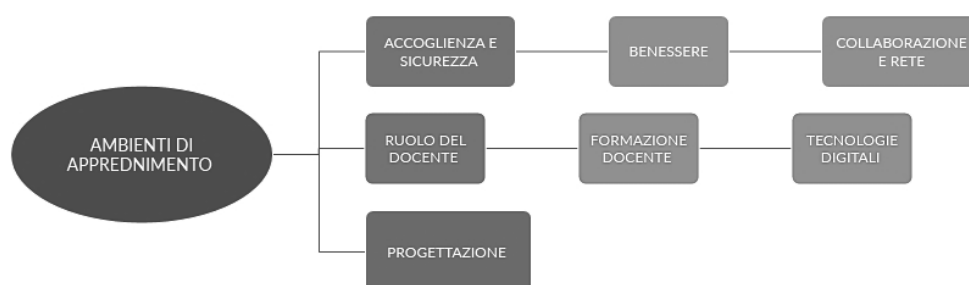 ACCOGLIENZA E
SICUREZZA
BENESSERE
COLLABORAZIONE
E RETE
AMBIENTI DI
APPREDNIMENTO
RUOLO DEL
DOCENTE
FORMAZIONE
DOCENTE
TECNOLOGIE
DIGITALI
PROGETTAZIONE